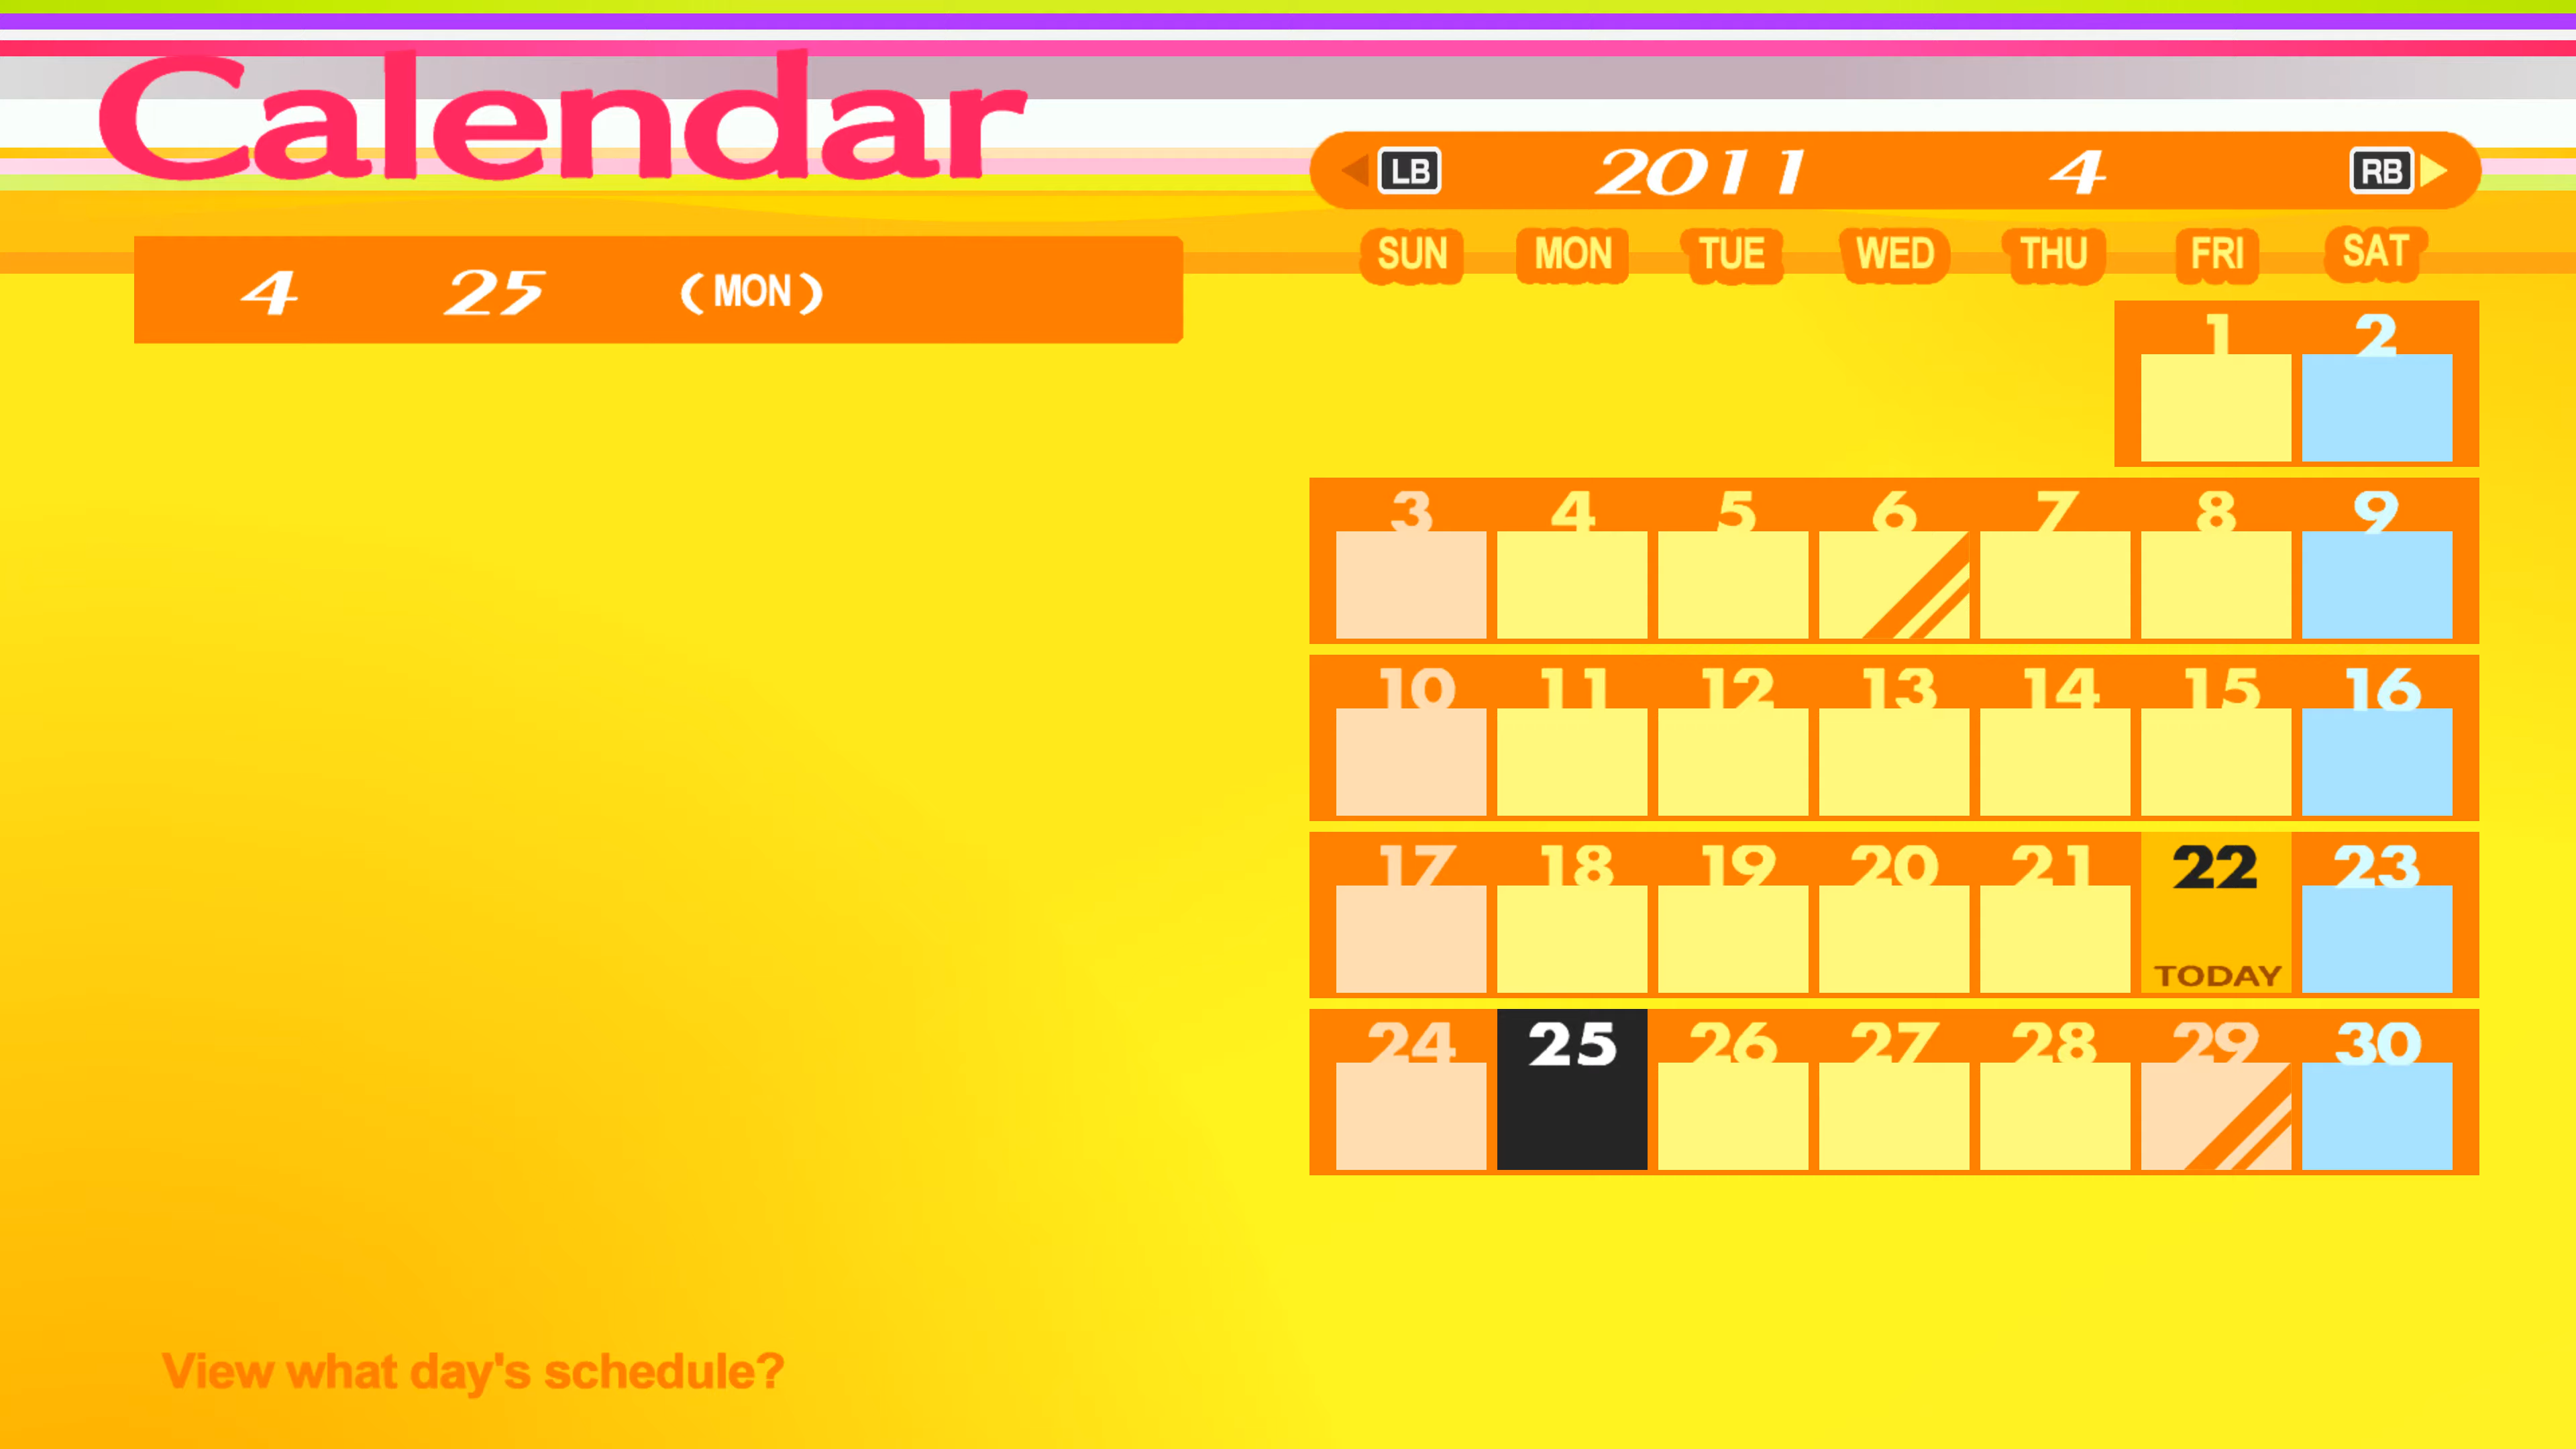 Calendar
LB 2011 4 RB
4 25 (MON)
SUN MON TUE WED THU FRI SAT
1 2
3 4 5 6 7 8 9
10 11 12 13 14 15 16
17 18 19 20 21 22 23
TODAY
24 25 26 27 28 29 30
View what day's schedule?